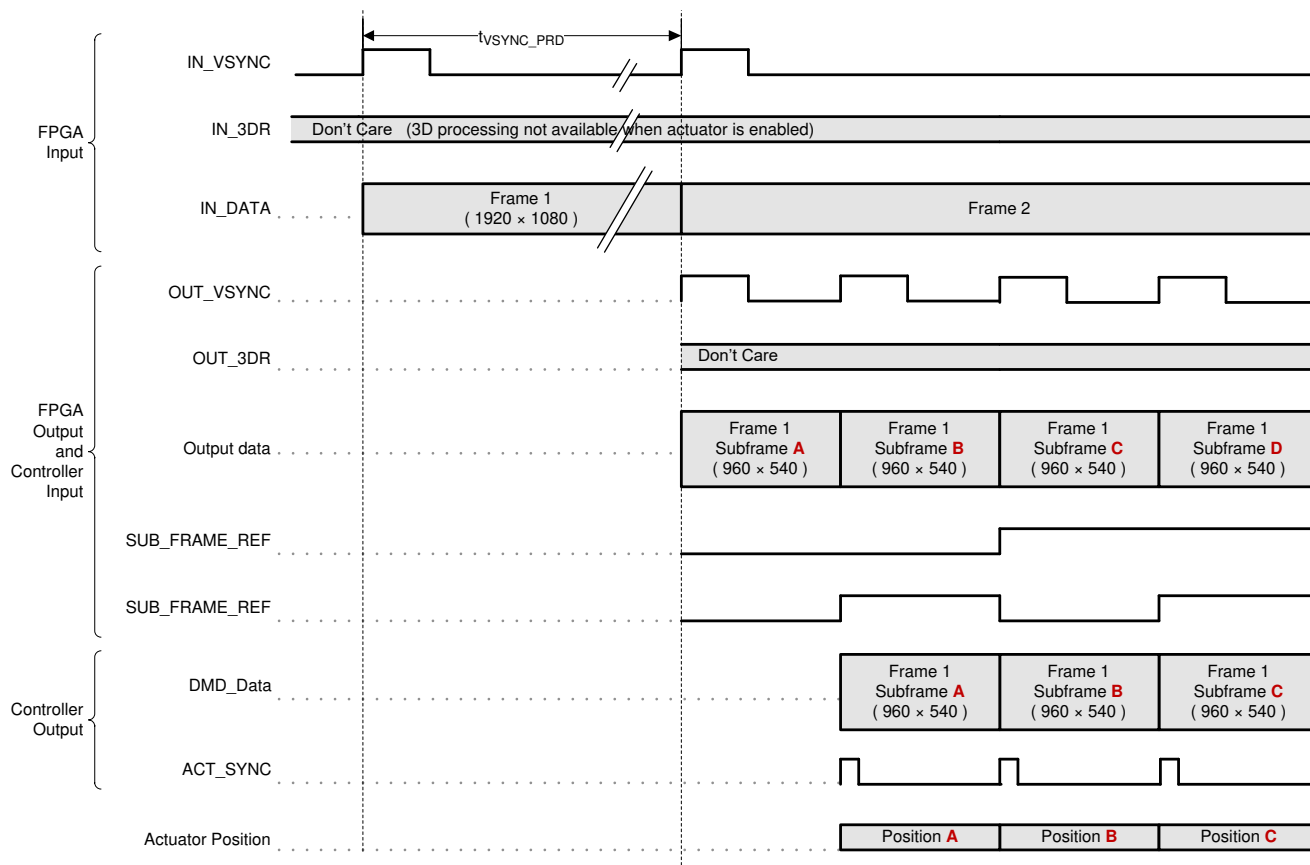 tVSYNC_PRD
IN_VSYNC
FPGA
Input
IN_3DR
Don't Care (3D processing not available when actuator is enabled)
IN_DATA
Frame 1
( 1920 × 1080 )
Frame 2
OUT_VSYNC
OUT_3DR
Don't Care
FPGA
Output
and
Controller
Input
Output data
Frame 1
Subframe A
( 960 × 540 )
Frame 1
Subframe B
( 960 × 540 )
Frame 1
Subframe C
( 960 × 540 )
Frame 1
Subframe D
( 960 × 540 )
SUB_FRAME_REF
SUB_FRAME_REF
Controller
Output
DMD_Data
Frame 1
Subframe A
( 960 × 540 )
Frame 1
Subframe B
( 960 × 540 )
Frame 1
Subframe C
( 960 × 540 )
ACT_SYNC
Actuator Position
Position A
Position B
Position C